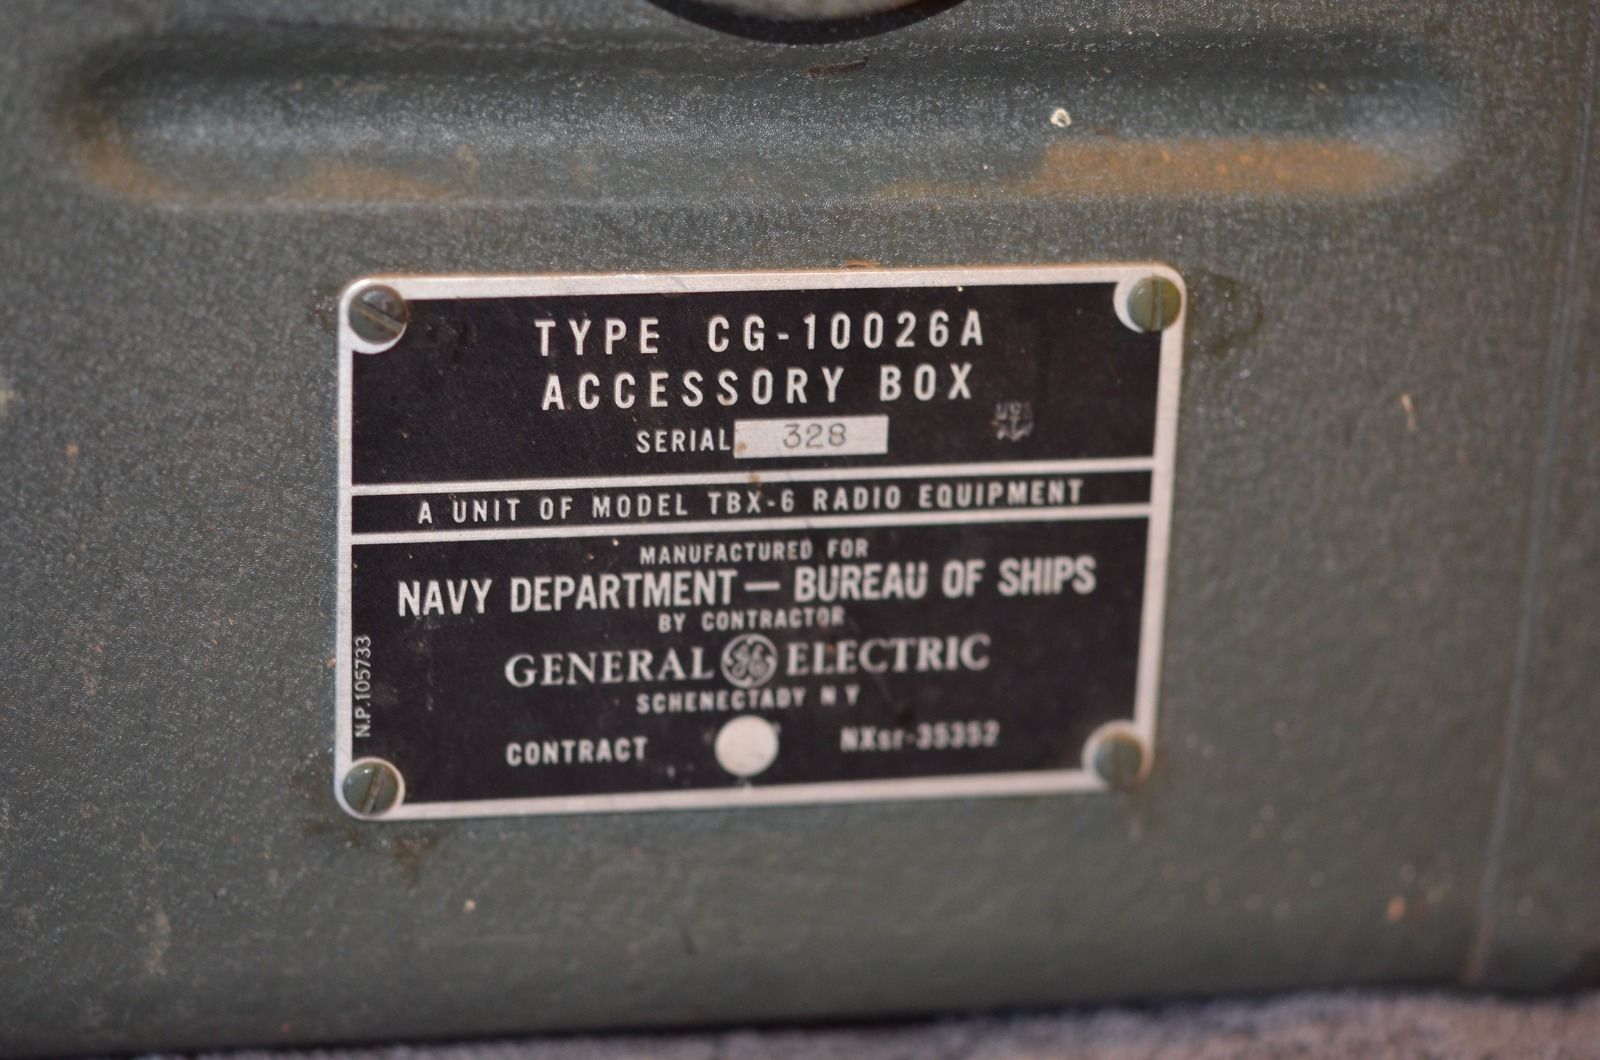 TYPE CG-10026A
ACCESSORY BOX
SERIAL 328
A UNIT OF MODEL TBX-6 RADIO EQUIPMENT
MANUFACTURED FOR
NAVY DEPARTMENT — BUREAU OF SHIPS
BY CONTRACTOR
GENERAL GE ELECTRIC
SCHENECTADY N Y
CONTRACT NXsr-35352
N.P. 105733